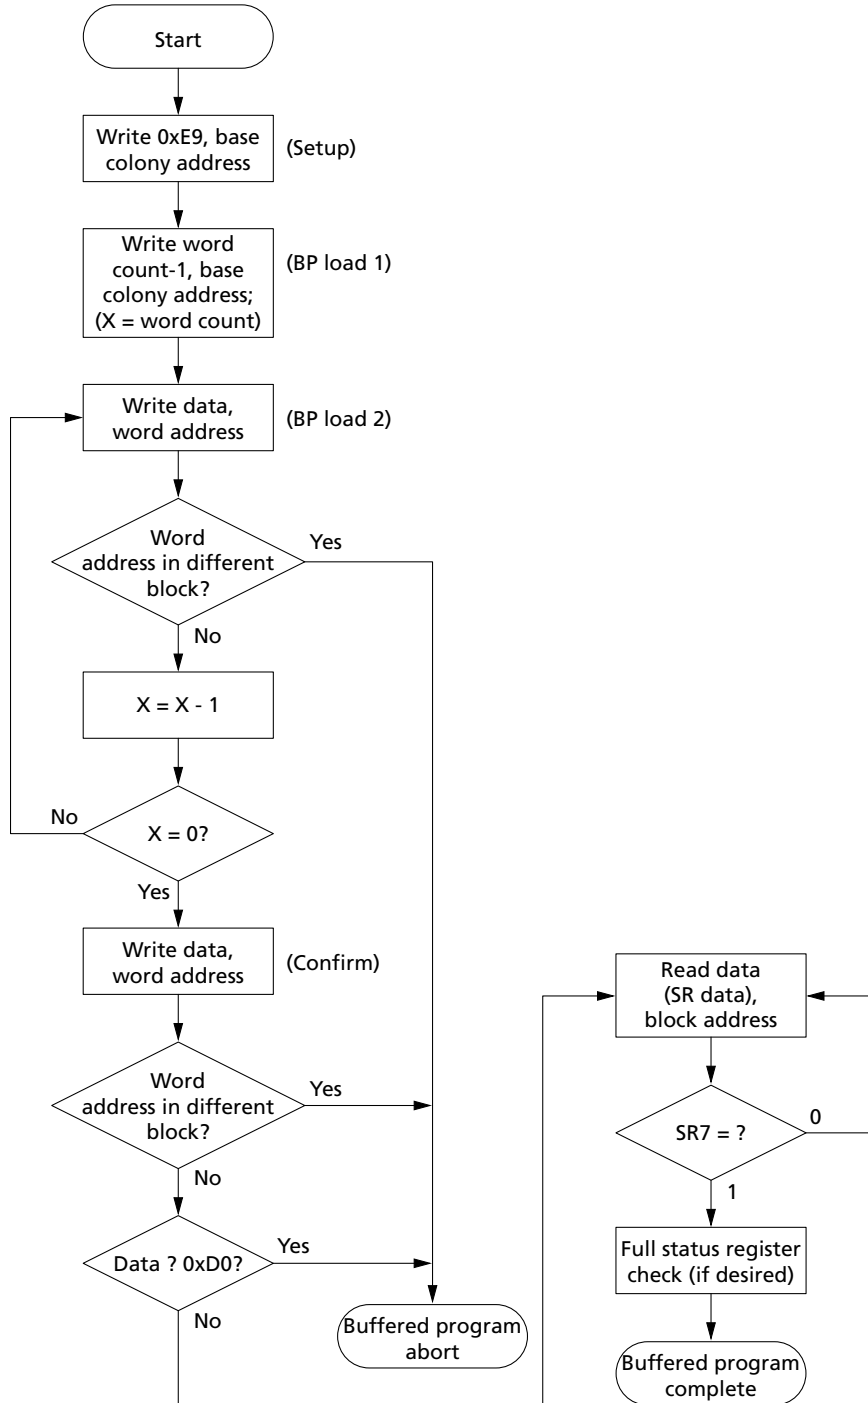 Start
Write 0xE9, base
colony address
(Setup)
Write word
count-1, base
colony address;
(X = word count)
(BP load 1)
Write data,
word address
(BP load 2)
Word
address in different
block?
Yes
No
X = X - 1
No
X = 0?
Yes
Write data,
word address
(Confirm)
Word
address in different
block?
Yes
No
Data ? 0xD0?
Yes
No
Buffered program
abort
Read data
(SR data),
block address
SR7 = ?
0
1
Full status register
check (if desired)
Buffered program
complete